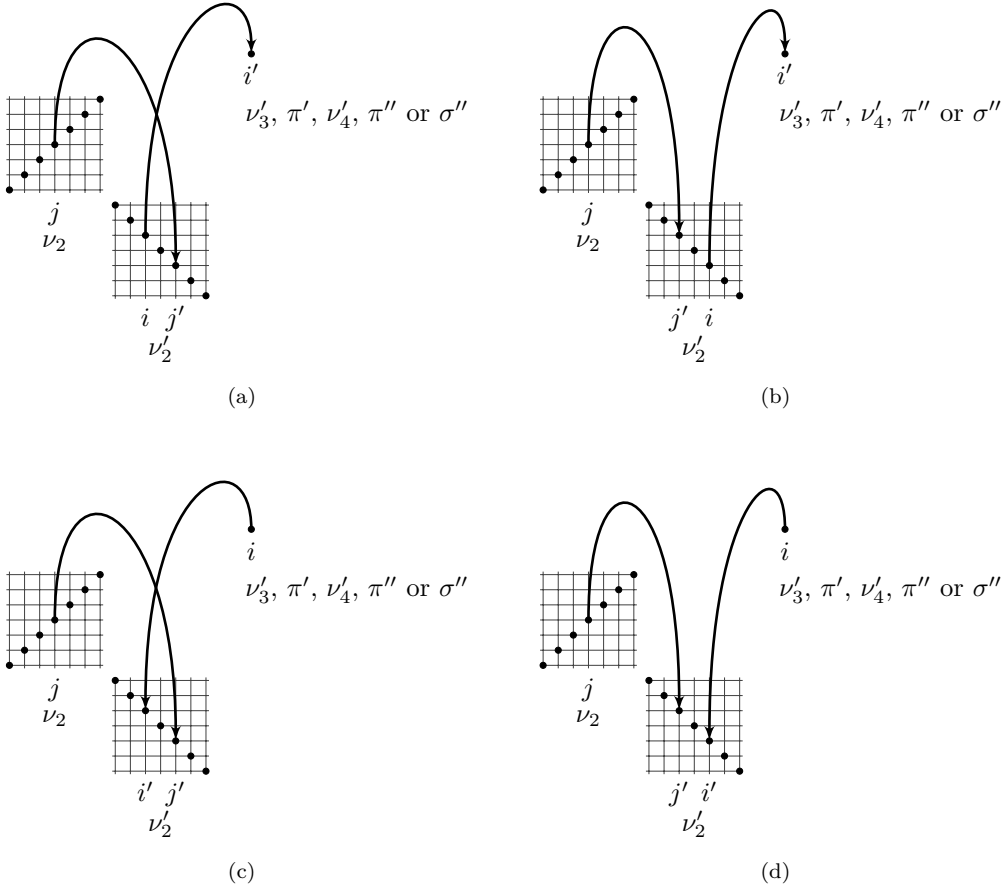 i′
ν′₃, π′, ν′₄, π″ or σ″
j
ν₂
i j′
ν′₂
(a)
i′
ν′₃, π′, ν′₄, π″ or σ″
j
ν₂
j′ i
ν′₂
(b)
i
ν′₃, π′, ν′₄, π″ or σ″
j
ν₂
i′ j′
ν′₂
(c)
i
ν′₃, π′, ν′₄, π″ or σ″
j
ν₂
j′ i′
ν′₂
(d)